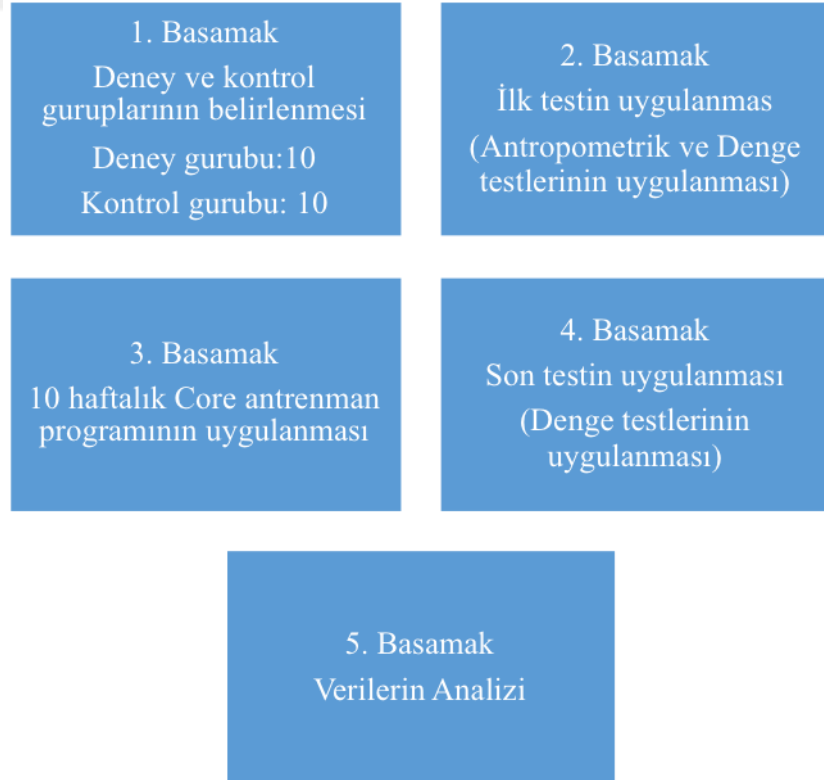 1. Basamak
Deney ve kontrol
guruplarının belirlenmesi
Deney gurubu:10
Kontrol gurubu: 10
2. Basamak
İlk testin uygulanmas
(Antropometrik ve Denge
testlerinin uygulanması)
3. Basamak
10 haftalık Core antrenman
programının uygulanması
4. Basamak
Son testin uygulanması
(Denge testlerinin
uygulanması)
5. Basamak
Verilerin Analizi